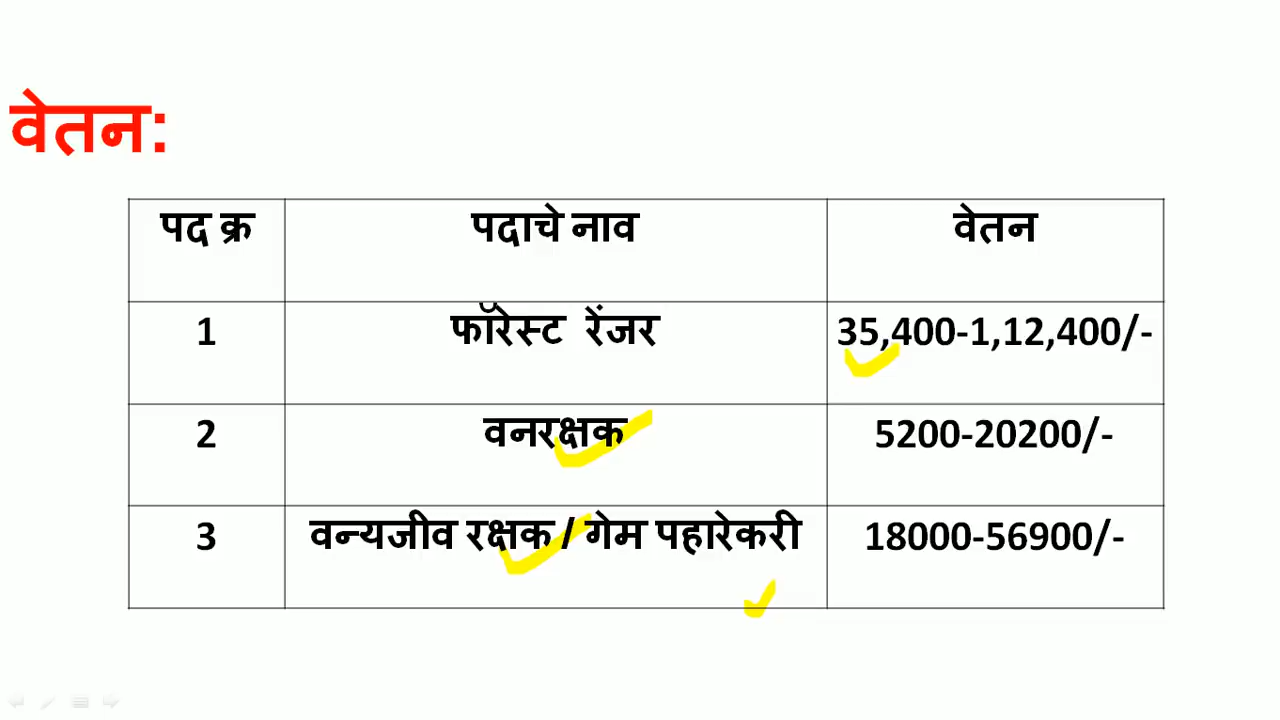 वेतन:
पद क्र पदाचे नाव वेतन
1 फॉरेस्ट रेंजर 35,400-1,12,400/-
2 वनरक्षक 5200-20200/-
3 वन्यजीव रक्षक / गेम पहारेकरी 18000-56900/-